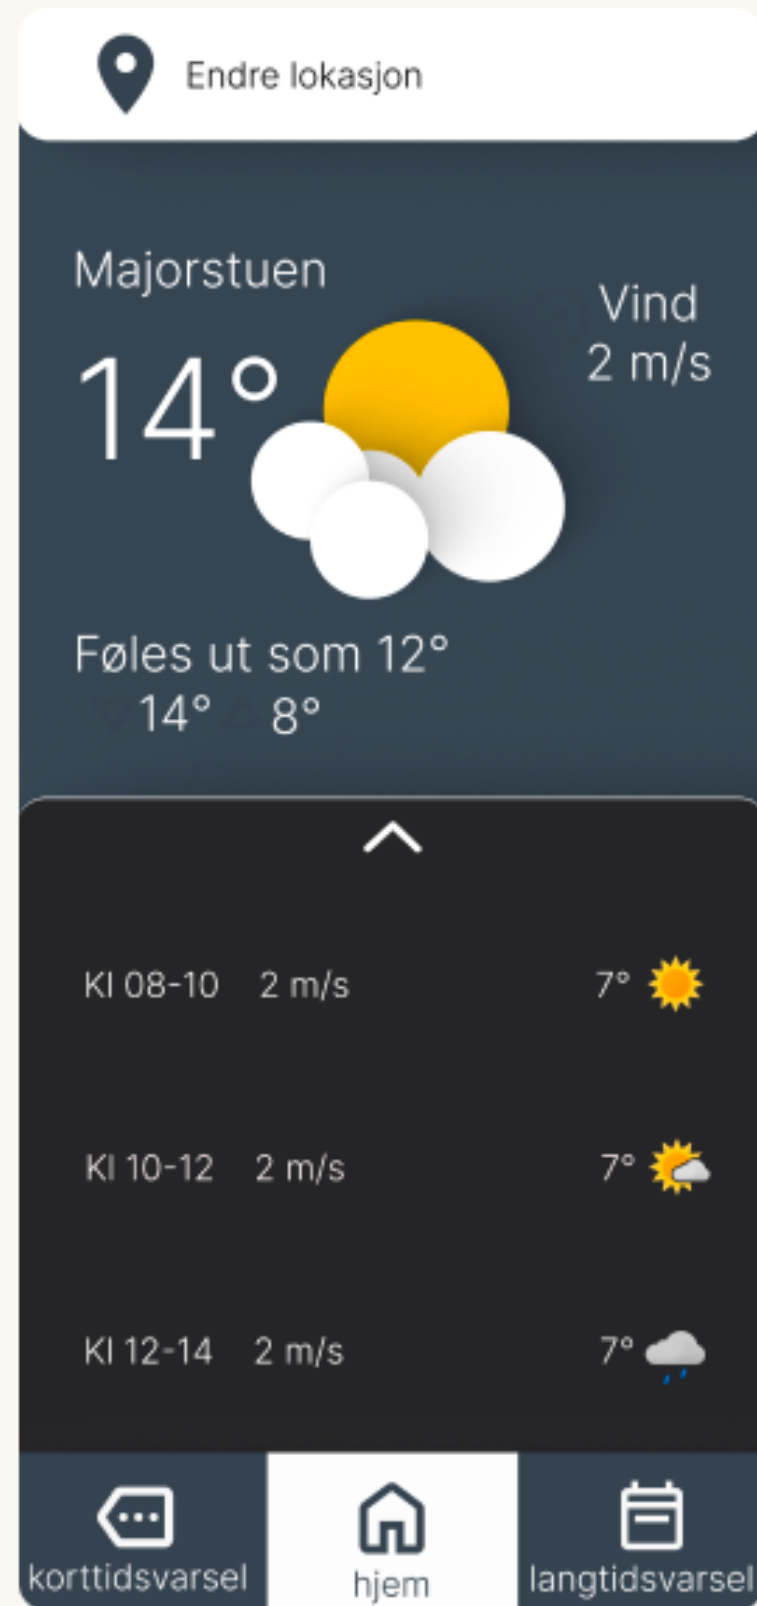 Endre lokasjon
Majorstuen
14°
Vind
2 m/s
Føles ut som 12°
14° 8°
Kl 08-10 2 m/s 7°
Kl 10-12 2 m/s 7°
Kl 12-14 2 m/s 7°
korttidsvarsel hjem langtidsvarsel